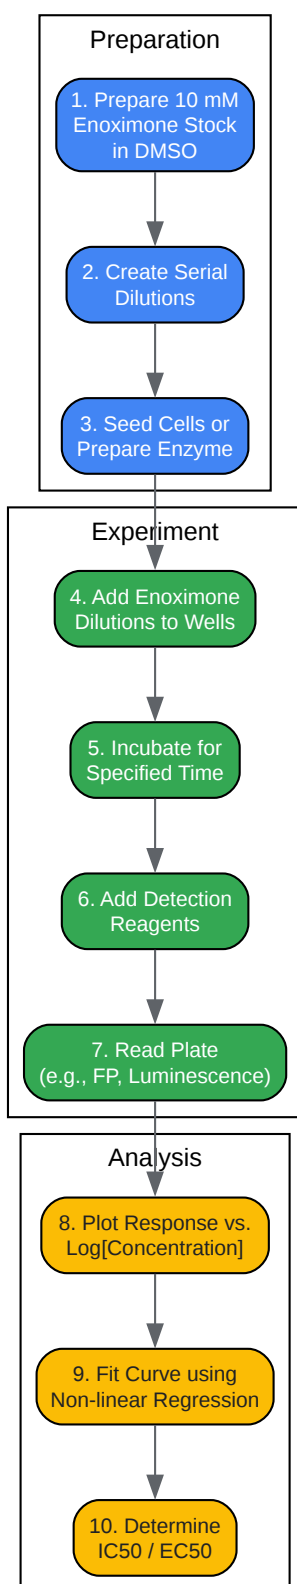 Preparation
1. Prepare 10 mM
Enoximone Stock
in DMSO
2. Create Serial
Dilutions
3. Seed Cells or
Prepare Enzyme
Experiment
4. Add Enoximone
Dilutions to Wells
5. Incubate for
Specified Time
6. Add Detection
Reagents
7. Read Plate
(e.g., FP, Luminescence)
Analysis
8. Plot Response vs.
Log[Concentration]
9. Fit Curve using
Non-linear Regression
10. Determine
IC50 / EC50